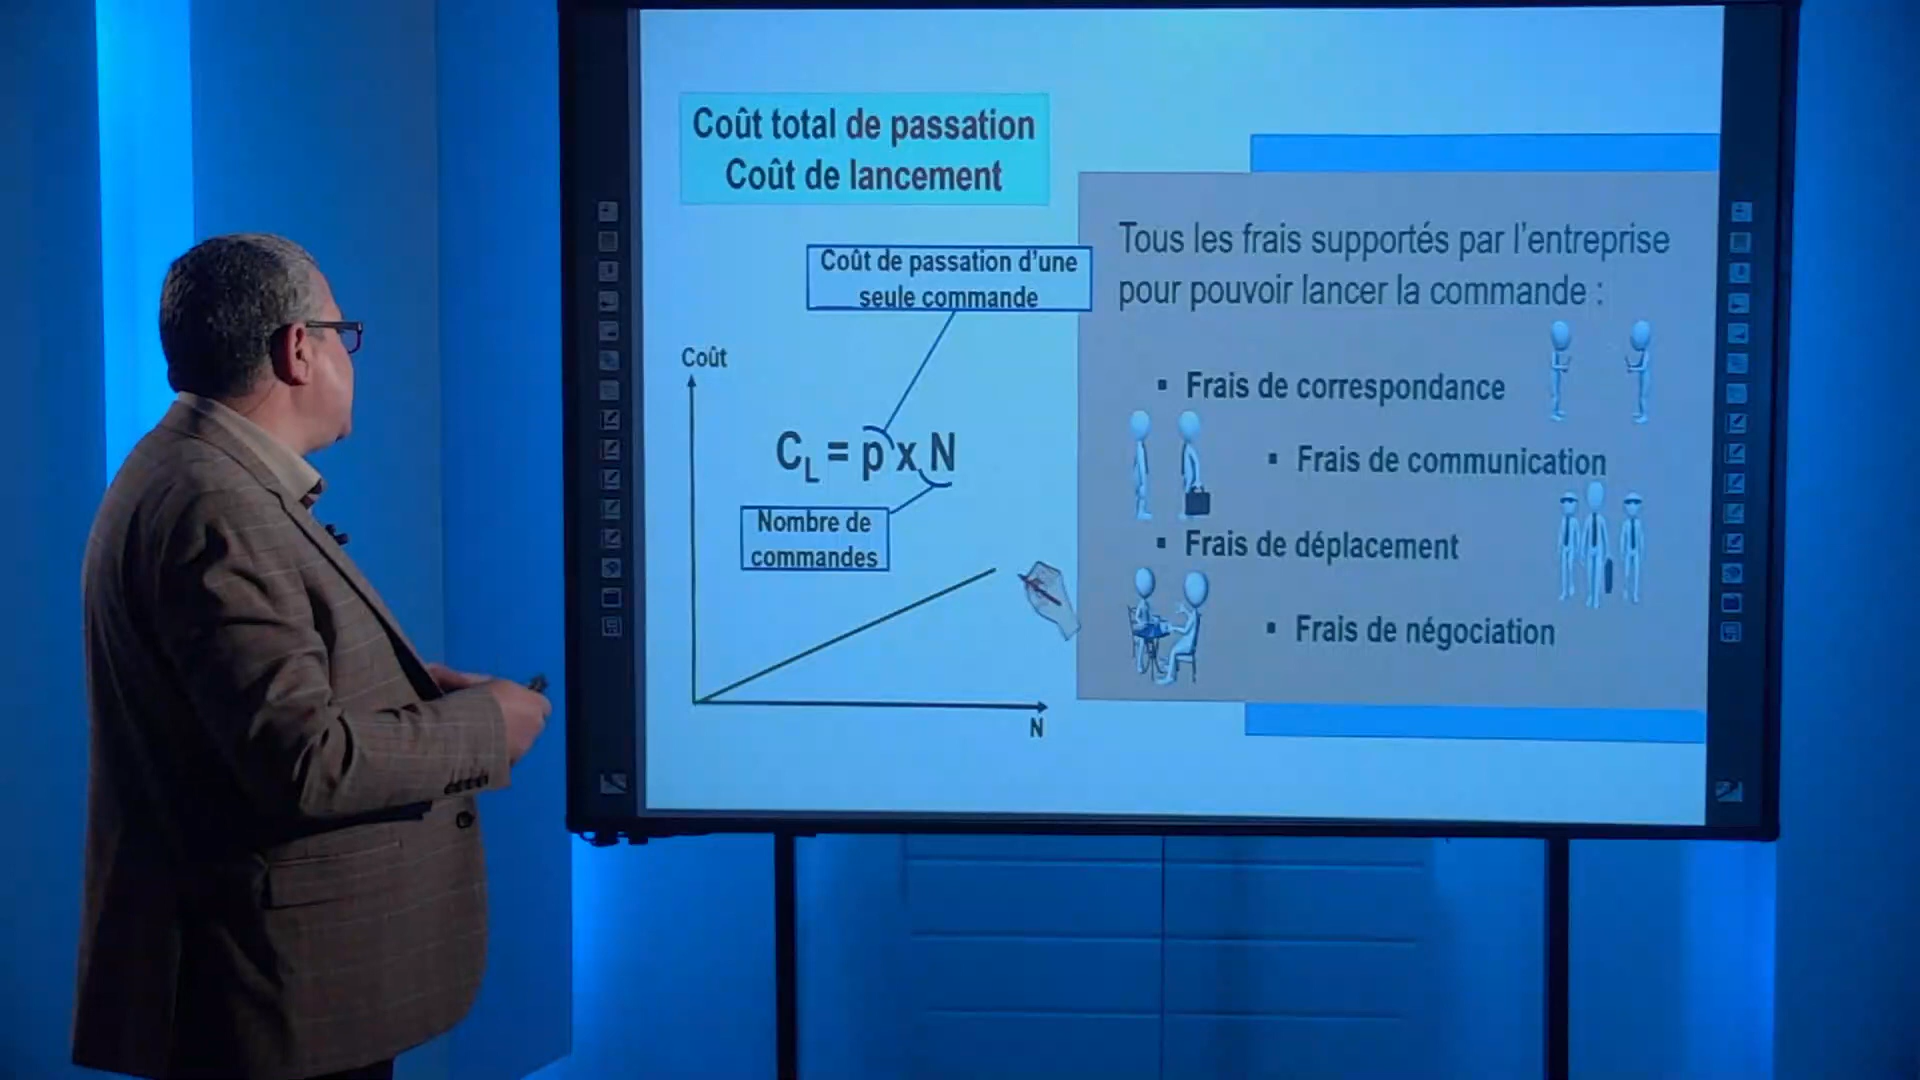 Coût total de passation
Coût de lancement
Coût de passation d'une
seule commande
Coût
C_L = p x N
Nombre de
commandes
N
Tous les frais supportés par l'entreprise
pour pouvoir lancer la commande :
▪ Frais de correspondance
▪ Frais de communication
▪ Frais de déplacement
▪ Frais de négociation